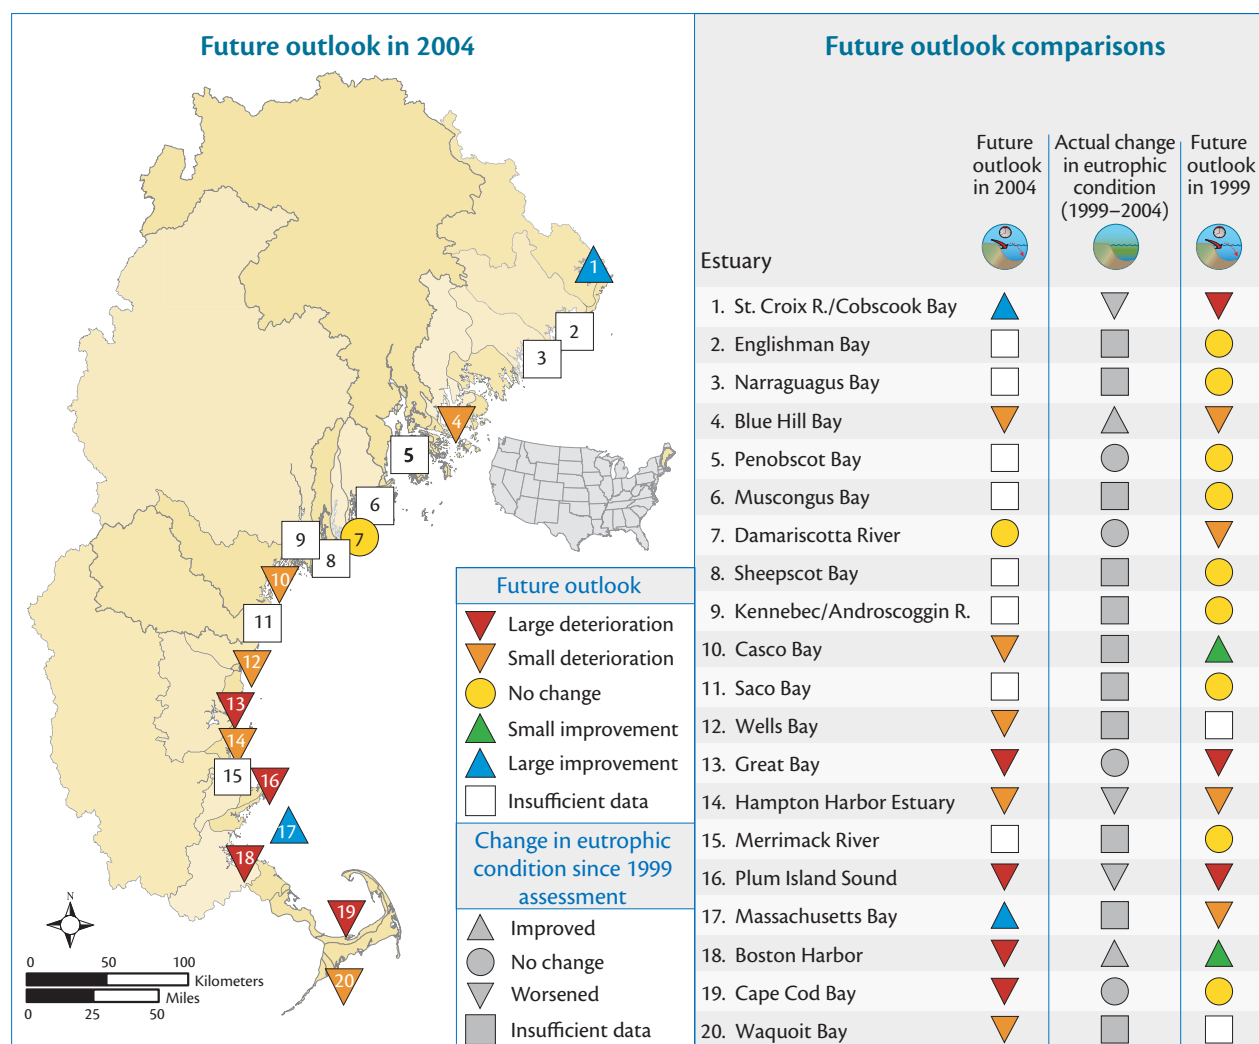 Future outlook in 2004
1
2
3
4
5
6
7
8
9
10
11
12
13
14
15
16
17
18
19
20
N
0 50 100
Kilometers
Miles
0 25 50
Future outlook
Large deterioration
Small deterioration
No change
Small improvement
Large improvement
Insufficient data
Change in eutrophic
condition since 1999
assessment
Improved
No change
Worsened
Insufficient data
Future outlook comparisons
Estuary
Future
outlook
in 2004
Actual change
in eutrophic
condition
(1999–2004)
Future
outlook
in 1999
1. St. Croix R./Cobscook Bay
2. Englishman Bay
3. Narraguagus Bay
4. Blue Hill Bay
5. Penobscot Bay
6. Muscongus Bay
7. Damariscotta River
8. Sheepscot Bay
9. Kennebec/Androscoggin R.
10. Casco Bay
11. Saco Bay
12. Wells Bay
13. Great Bay
14. Hampton Harbor Estuary
15. Merrimack River
16. Plum Island Sound
17. Massachusetts Bay
18. Boston Harbor
19. Cape Cod Bay
20. Waquoit Bay